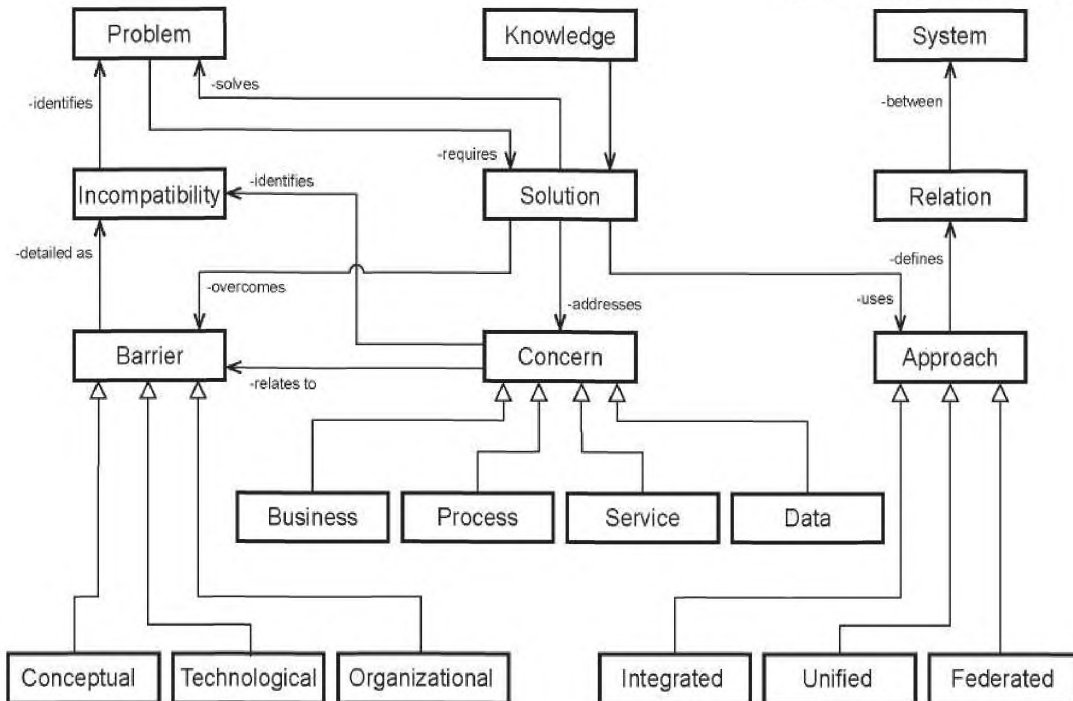 Problem
Knowledge
System
-solves
-identifies
-between
-requires
Incompatibility
-identifies
Solution
Relation
-detailed as
-defines
-overcomes
-addresses
-uses
Barrier
Concern
Approach
-relates to
Business
Process
Service
Data
Conceptual
Technological
Organizational
Integrated
Unified
Federated